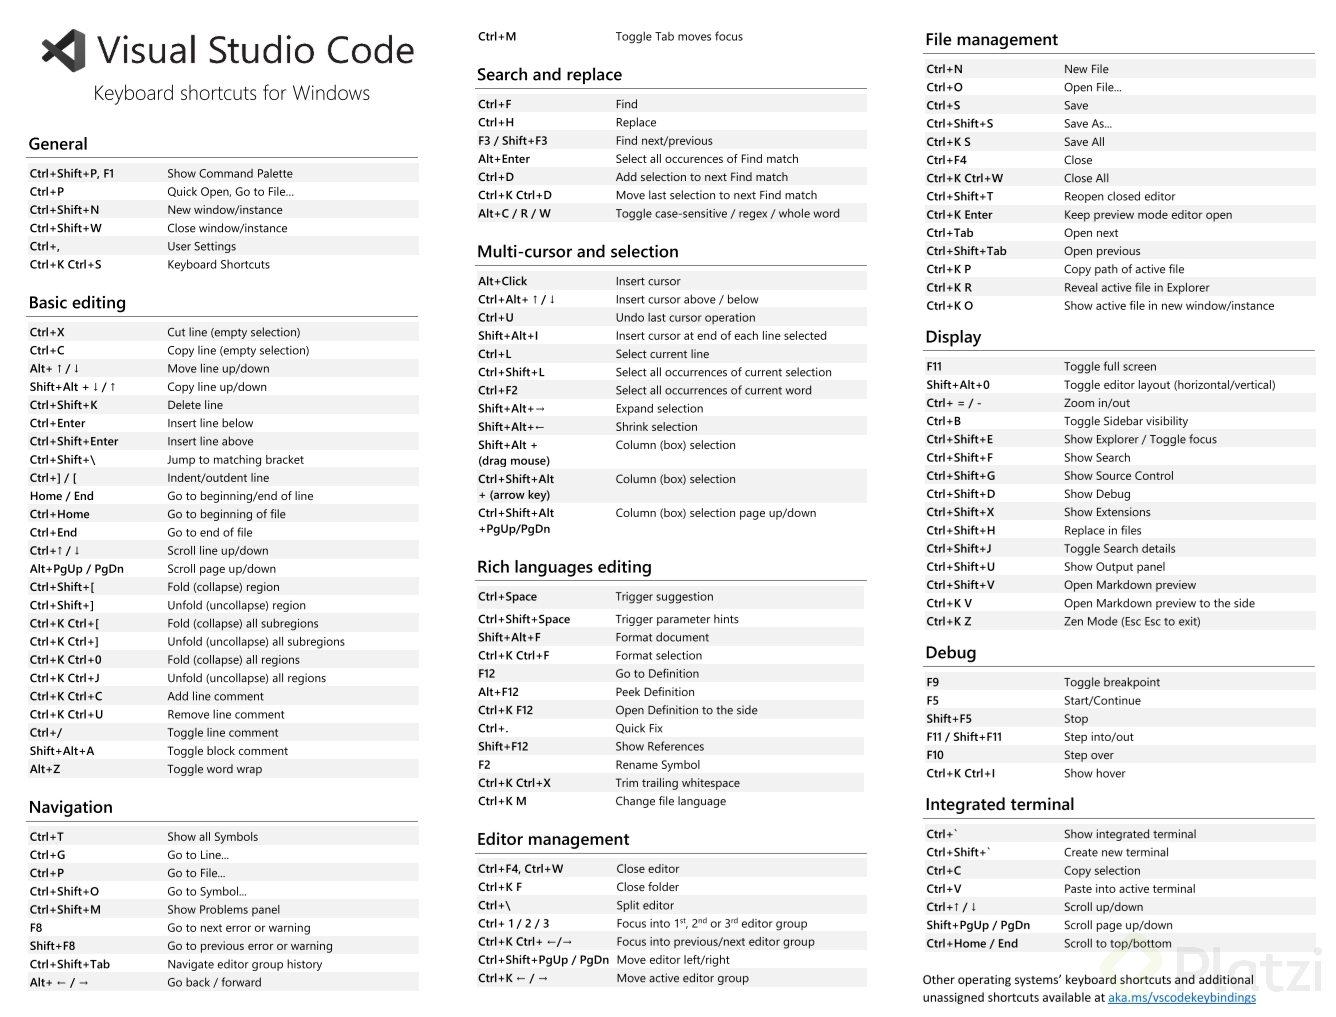 Visual Studio Code
Keyboard shortcuts for Windows
General
Ctrl+Shift+P, F1 Show Command Palette
Ctrl+P Quick Open, Go to File...
Ctrl+Shift+N New window/instance
Ctrl+Shift+W Close window/instance
Ctrl+, User Settings
Ctrl+K Ctrl+S Keyboard Shortcuts
Basic editing
Ctrl+X Cut line (empty selection)
Ctrl+C Copy line (empty selection)
Alt+ ↑ / ↓ Move line up/down
Shift+Alt + ↓ / ↑ Copy line up/down
Ctrl+Shift+K Delete line
Ctrl+Enter Insert line below
Ctrl+Shift+Enter Insert line above
Ctrl+Shift+\ Jump to matching bracket
Ctrl+] / [ Indent/outdent line
Home / End Go to beginning/end of line
Ctrl+Home Go to beginning of file
Ctrl+End Go to end of file
Ctrl+↑ / ↓ Scroll line up/down
Alt+PgUp / PgDn Scroll page up/down
Ctrl+Shift+[ Fold (collapse) region
Ctrl+Shift+] Unfold (uncollapse) region
Ctrl+K Ctrl+[ Fold (collapse) all subregions
Ctrl+K Ctrl+] Unfold (uncollapse) all subregions
Ctrl+K Ctrl+0 Fold (collapse) all regions
Ctrl+K Ctrl+J Unfold (uncollapse) all regions
Ctrl+K Ctrl+C Add line comment
Ctrl+K Ctrl+U Remove line comment
Ctrl+/ Toggle line comment
Shift+Alt+A Toggle block comment
Alt+Z Toggle word wrap
Navigation
Ctrl+T Show all Symbols
Ctrl+G Go to Line...
Ctrl+P Go to File...
Ctrl+Shift+O Go to Symbol...
Ctrl+Shift+M Show Problems panel
F8 Go to next error or warning
Shift+F8 Go to previous error or warning
Ctrl+Shift+Tab Navigate editor group history
Alt+ ← / → Go back / forward
Ctrl+M Toggle Tab moves focus
Search and replace
Ctrl+F Find
Ctrl+H Replace
F3 / Shift+F3 Find next/previous
Alt+Enter Select all occurences of Find match
Ctrl+D Add selection to next Find match
Ctrl+K Ctrl+D Move last selection to next Find match
Alt+C / R / W Toggle case-sensitive / regex / whole word
Multi-cursor and selection
Alt+Click Insert cursor
Ctrl+Alt+ ↑ / ↓ Insert cursor above / below
Ctrl+U Undo last cursor operation
Shift+Alt+I Insert cursor at end of each line selected
Ctrl+L Select current line
Ctrl+Shift+L Select all occurrences of current selection
Ctrl+F2 Select all occurrences of current word
Shift+Alt+→ Expand selection
Shift+Alt+← Shrink selection
Shift+Alt + Column (box) selection
(drag mouse)
Ctrl+Shift+Alt Column (box) selection
+ (arrow key)
Ctrl+Shift+Alt Column (box) selection page up/down
+PgUp/PgDn
Rich languages editing
Ctrl+Space Trigger suggestion
Ctrl+Shift+Space Trigger parameter hints
Shift+Alt+F Format document
Ctrl+K Ctrl+F Format selection
F12 Go to Definition
Alt+F12 Peek Definition
Ctrl+K F12 Open Definition to the side
Ctrl+. Quick Fix
Shift+F12 Show References
F2 Rename Symbol
Ctrl+K Ctrl+X Trim trailing whitespace
Ctrl+K M Change file language
Editor management
Ctrl+F4, Ctrl+W Close editor
Ctrl+K F Close folder
Ctrl+\ Split editor
Ctrl+ 1 / 2 / 3 Focus into 1st, 2nd or 3rd editor group
Ctrl+K Ctrl+ ←/→ Focus into previous/next editor group
Ctrl+Shift+PgUp / PgDn Move editor left/right
Ctrl+K ← / → Move active editor group
File management
Ctrl+N New File
Ctrl+O Open File...
Ctrl+S Save
Ctrl+Shift+S Save As...
Ctrl+K S Save All
Ctrl+F4 Close
Ctrl+K Ctrl+W Close All
Ctrl+Shift+T Reopen closed editor
Ctrl+K Enter Keep preview mode editor open
Ctrl+Tab Open next
Ctrl+Shift+Tab Open previous
Ctrl+K P Copy path of active file
Ctrl+K R Reveal active file in Explorer
Ctrl+K O Show active file in new window/instance
Display
F11 Toggle full screen
Shift+Alt+0 Toggle editor layout (horizontal/vertical)
Ctrl+ = / - Zoom in/out
Ctrl+B Toggle Sidebar visibility
Ctrl+Shift+E Show Explorer / Toggle focus
Ctrl+Shift+F Show Search
Ctrl+Shift+G Show Source Control
Ctrl+Shift+D Show Debug
Ctrl+Shift+X Show Extensions
Ctrl+Shift+H Replace in files
Ctrl+Shift+J Toggle Search details
Ctrl+Shift+U Show Output panel
Ctrl+Shift+V Open Markdown preview
Ctrl+K V Open Markdown preview to the side
Ctrl+K Z Zen Mode (Esc Esc to exit)
Debug
F9 Toggle breakpoint
F5 Start/Continue
Shift+F5 Stop
F11 / Shift+F11 Step into/out
F10 Step over
Ctrl+K Ctrl+I Show hover
Integrated terminal
Ctrl+` Show integrated terminal
Ctrl+Shift+` Create new terminal
Ctrl+C Copy selection
Ctrl+V Paste into active terminal
Ctrl+↑ / ↓ Scroll up/down
Shift+PgUp / PgDn Scroll page up/down
Ctrl+Home / End Scroll to top/bottom
Platzi
Other operating systems’ keyboard shortcuts and additional
unassigned shortcuts available at aka.ms/vscodekeybindings